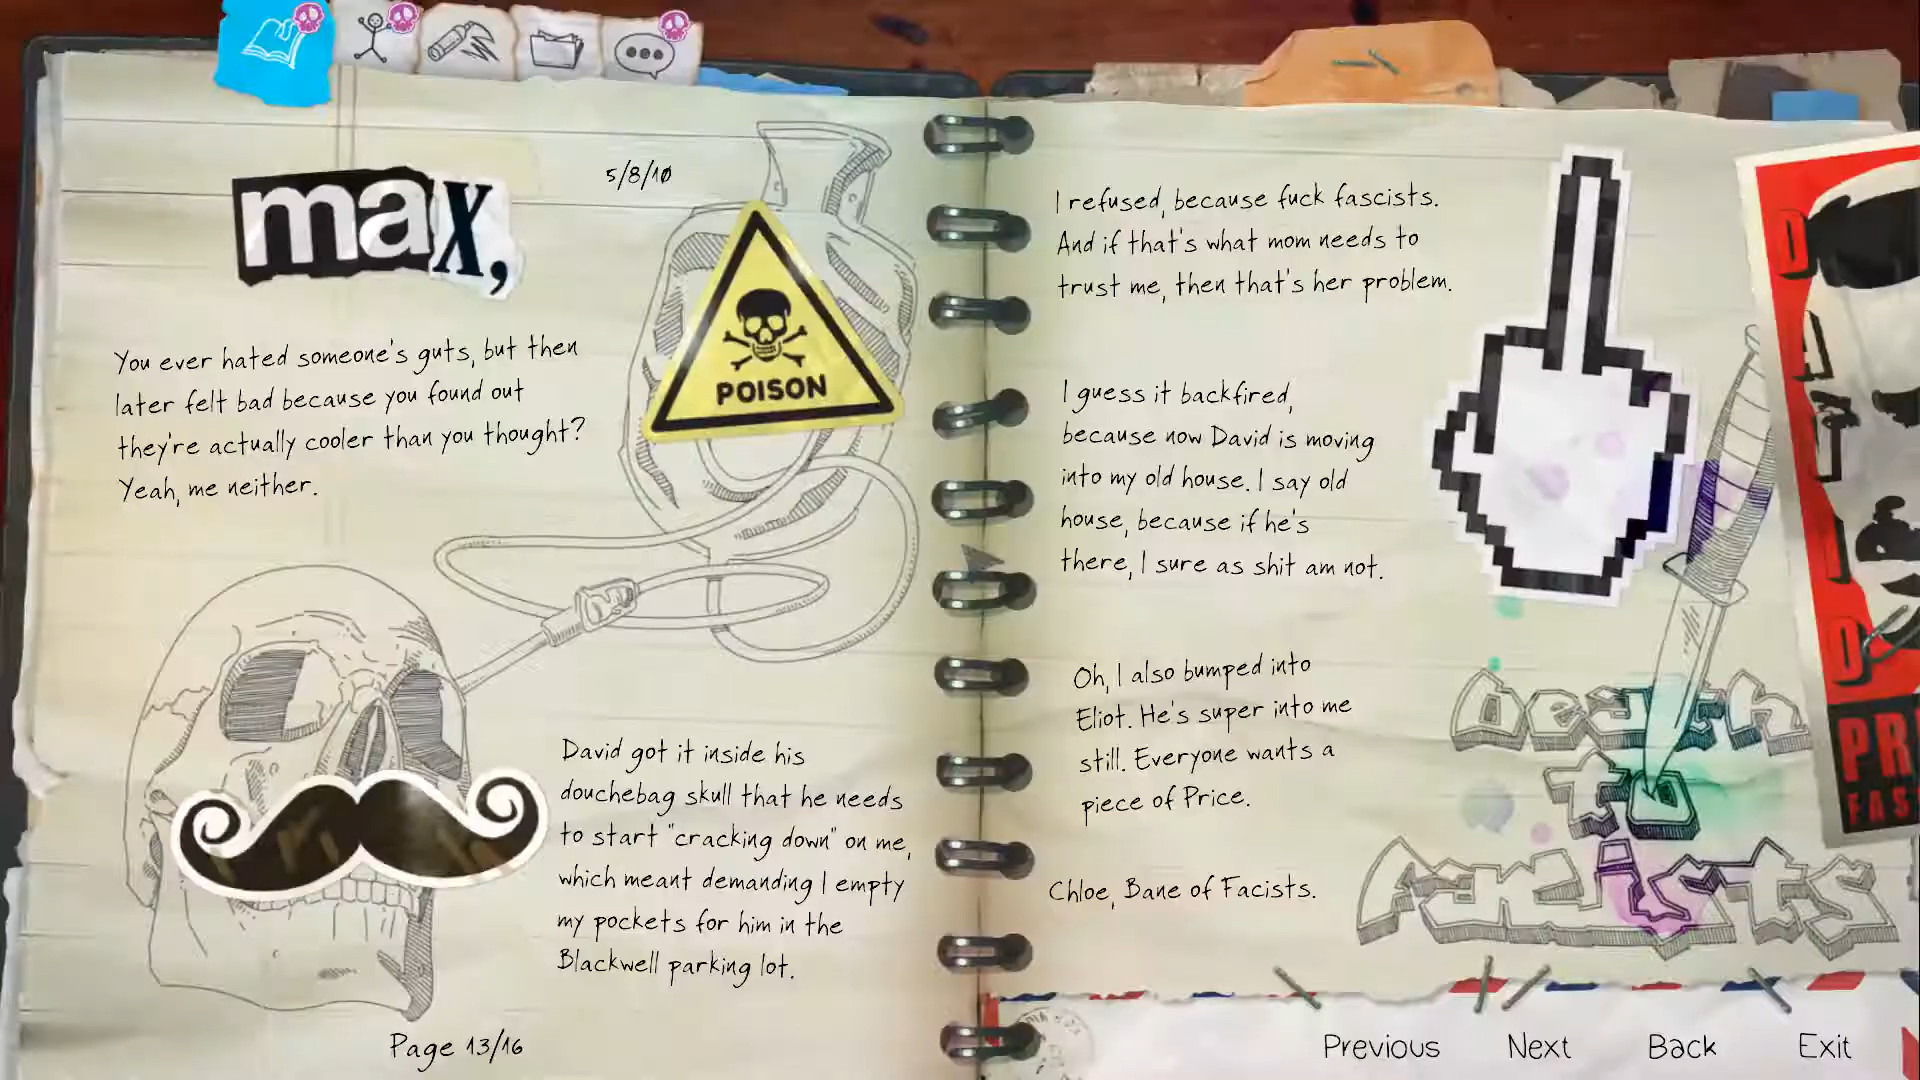 max,
5/8/10
POISON
You ever hated someone's guts, but then
later felt bad because you found out
they're actually cooler than you thought?
Yeah, me neither.
David got it inside his
douchebag skull that he needs
to start "cracking down" on me,
which meant demanding I empty
my pockets for him in the
Blackwell parking lot.
Page 13/16
I refused, because fuck fascists.
And if that's what mom needs to
trust me, then that's her problem.
I guess it backfired,
because now David is moving
into my old house. I say old
house, because if he's
there, I sure as shit am not.
Oh, I also bumped into
Eliot. He's super into me
still. Everyone wants a
piece of Price.
Chloe, Bane of Facists.
DAVID
PR
FAS
Death
to
Previous
Next
Back
Exit